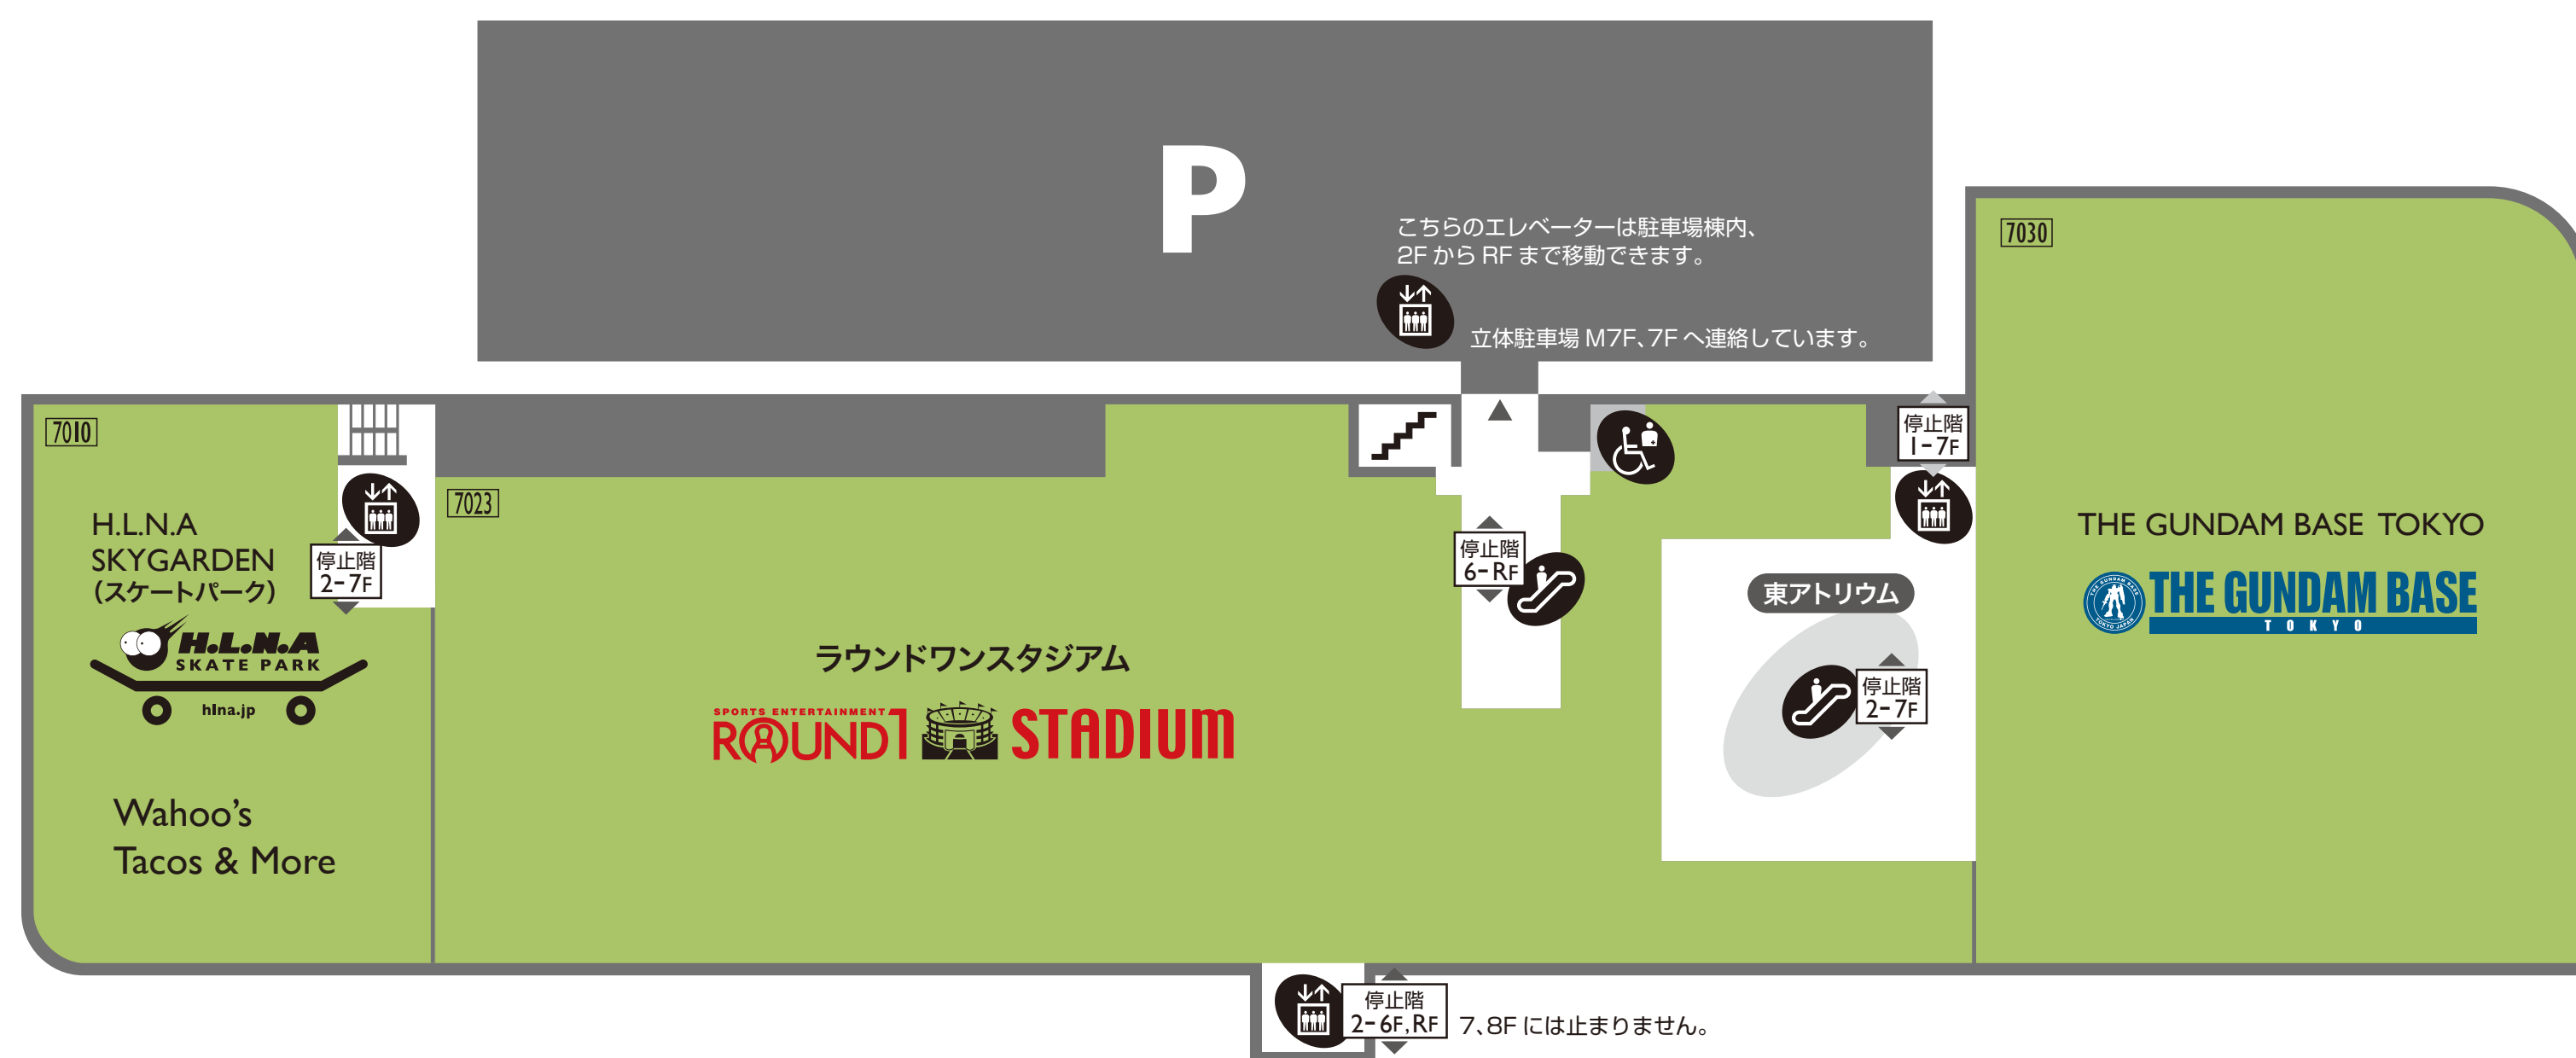 P
こちらのエレベーターは駐車場棟内、
2F から RF まで移動できます。
立体駐車場 M7F、7F へ連絡しています。
7010
H.L.N.A
SKYGARDEN
（スケートパーク）
停止階
2-7F
H.L.N.A
SKATE PARK
hlna.jp
Wahoo's
Tacos & More
7023
ラウンドワンスタジアム
SPORTS ENTERTAINMENT
ROUND1 STADIUM
停止階
6-RF
停止階
1-7F
東アトリウム
停止階
2-7F
7030
THE GUNDAM BASE TOKYO
THE GUNDAM BASE
TOKYO JAPAN
THE GUNDAM BASE
TOKYO
停止階
2-6F, RF
7、8F には止まりません。